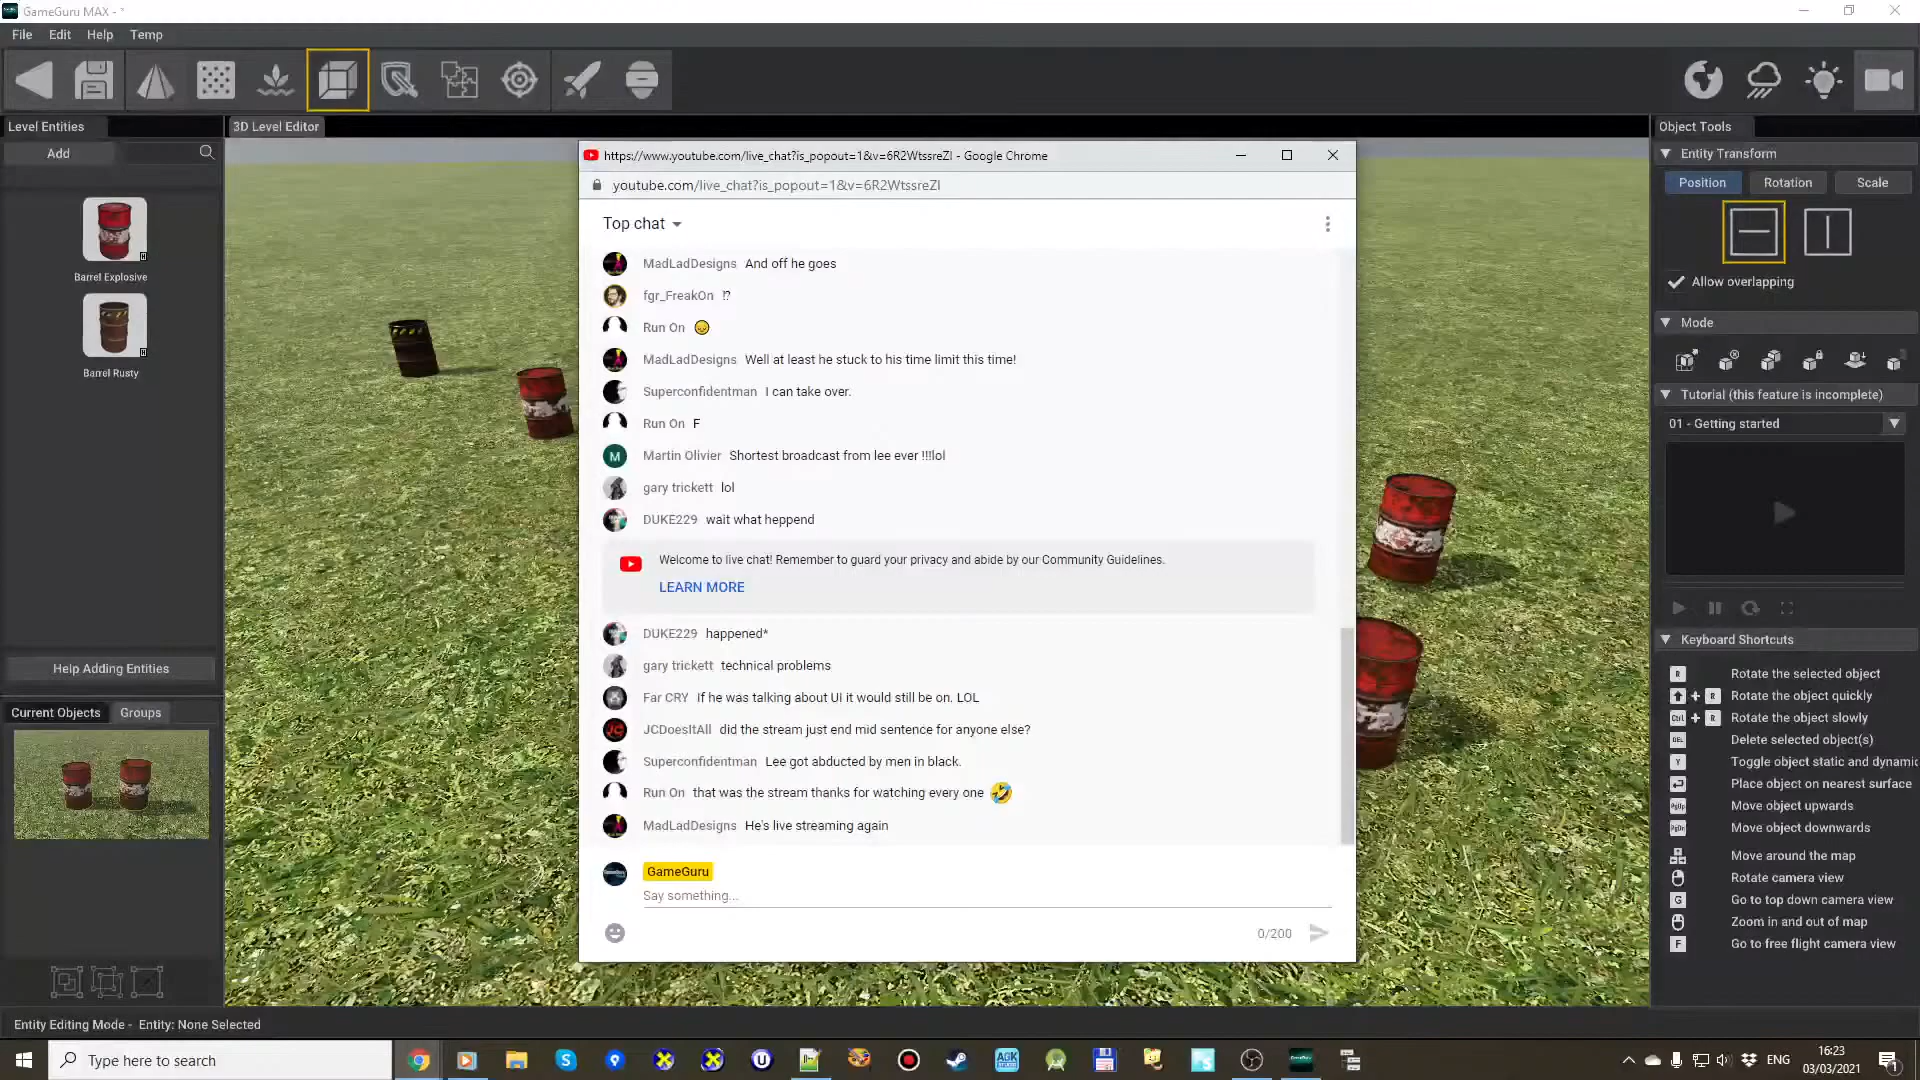 GameGuru MAX - *
File Edit Help Temp
Level Entities
Add
Barrel Explosive
Barrel Rusty
Help Adding Entities
Current Objects Groups
3D Level Editor
https://www.youtube.com/live_chat?is_popout=1&v=6R2WtssreZI - Google Chrome
youtube.com/live_chat?is_popout=1&v=6R2WtssreZI
Top chat
MadLadDesigns And off he goes
fgr_FreakOn !?
Run On 😞
MadLadDesigns Well at least he stuck to his time limit this time!
Superconfidentman I can take over.
Run On F
M Martin Olivier Shortest broadcast from lee ever !!!lol
gary trickett lol
DUKE229 wait what heppend
Welcome to live chat! Remember to guard your privacy and abide by our Community Guidelines.
LEARN MORE
DUKE229 happened*
gary trickett technical problems
Far CRY If he was talking about UI it would still be on. LOL
JC JCDoesItAll did the stream just end mid sentence for anyone else?
Superconfidentman Lee got abducted by men in black.
Run On that was the stream thanks for watching every one 🤣
MadLadDesigns He's live streaming again
GameGuru
Say something...
0/200
Object Tools
Entity Transform
Position Rotation Scale
Allow overlapping
Mode
Tutorial (this feature is incomplete)
01 - Getting started
Keyboard Shortcuts
R Rotate the selected object
+ R Rotate the object quickly
Ctrl + R Rotate the object slowly
DEL Delete selected object(s)
Y Toggle object static and dynamic
Place object on nearest surface
PgUp Move object upwards
PgDn Move object downwards
Move around the map
Rotate camera view
G Go to top down camera view
Zoom in and out of map
F Go to free flight camera view
Entity Editing Mode - Entity: None Selected
Type here to search
AGK
ENG
16:23
03/03/2021
1